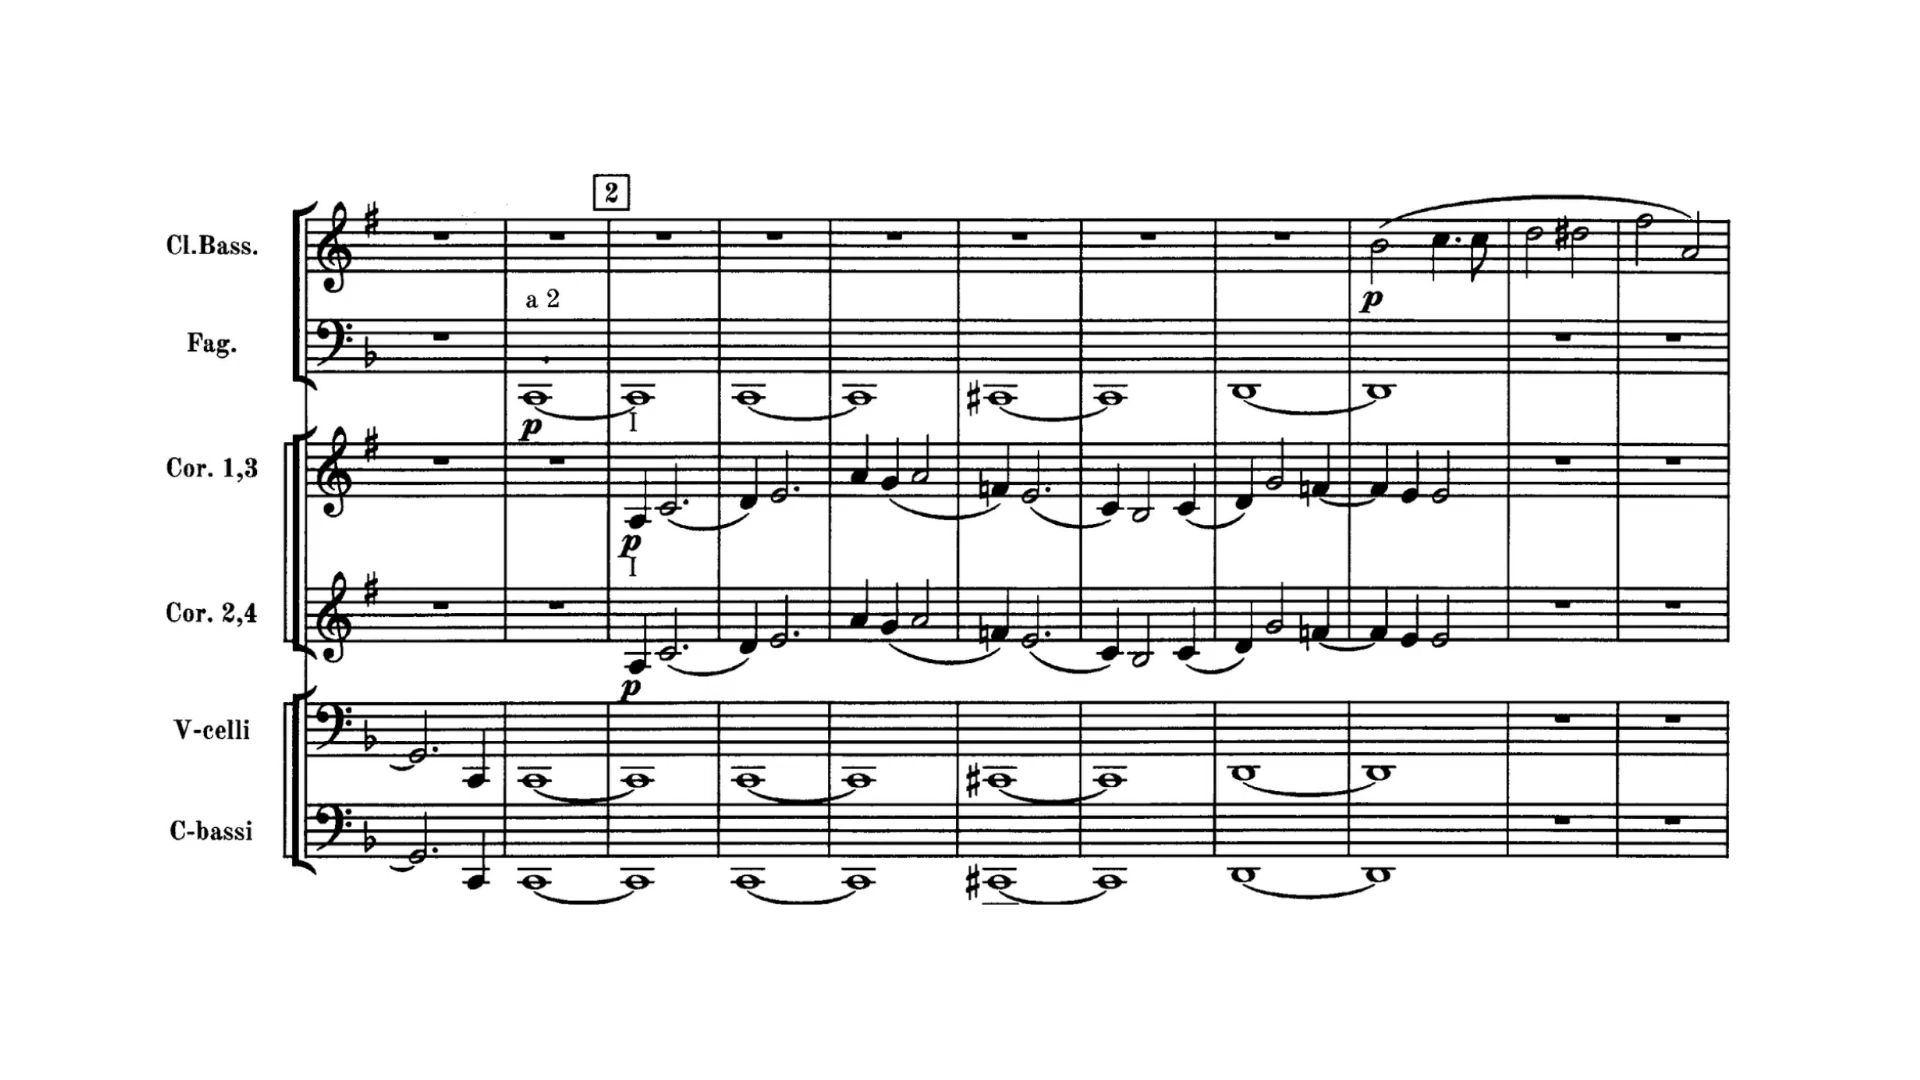 2
Cl.Bass.
a 2
Fag.
p
p
I
Cor. 1,3
p
I
Cor. 2,4
p
V-celli
C-bassi